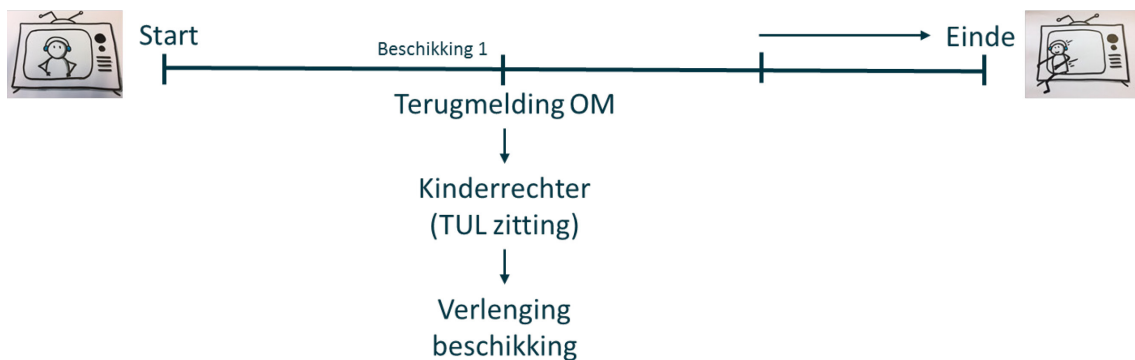 Start
Beschikking 1
Einde
Terugmelding OM
Kinderrechter
(TUL zitting)
Verlenging
beschikking